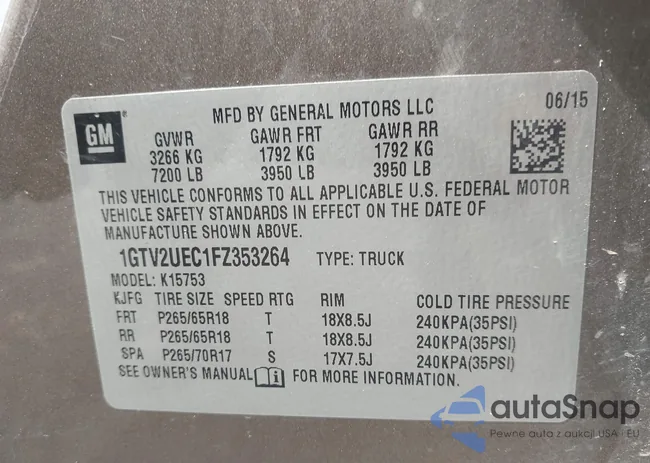 MFD BY GENERAL MOTORS LLC 06/15
GM
GVWR GAWR FRT GAWR RR
3266 KG 1792 KG 1792 KG
7200 LB 3950 LB 3950 LB
THIS VEHICLE CONFORMS TO ALL APPLICABLE U.S. FEDERAL MOTOR
VEHICLE SAFETY STANDARDS IN EFFECT ON THE DATE OF
MANUFACTURE SHOWN ABOVE.
1GTV2UEC1FZ353264 TYPE: TRUCK
MODEL: K15753
KJFG TIRE SIZE SPEED RTG RIM COLD TIRE PRESSURE
FRT P265/65R18 T 18X8.5J 240KPA(35PSI)
RR P265/65R18 T 18X8.5J 240KPA(35PSI)
SPA P265/70R17 S 17X7.5J 240KPA(35PSI)
SEE OWNER'S MANUAL FOR MORE INFORMATION.
autaSnap
Pewne auta z aukcji USA - EU